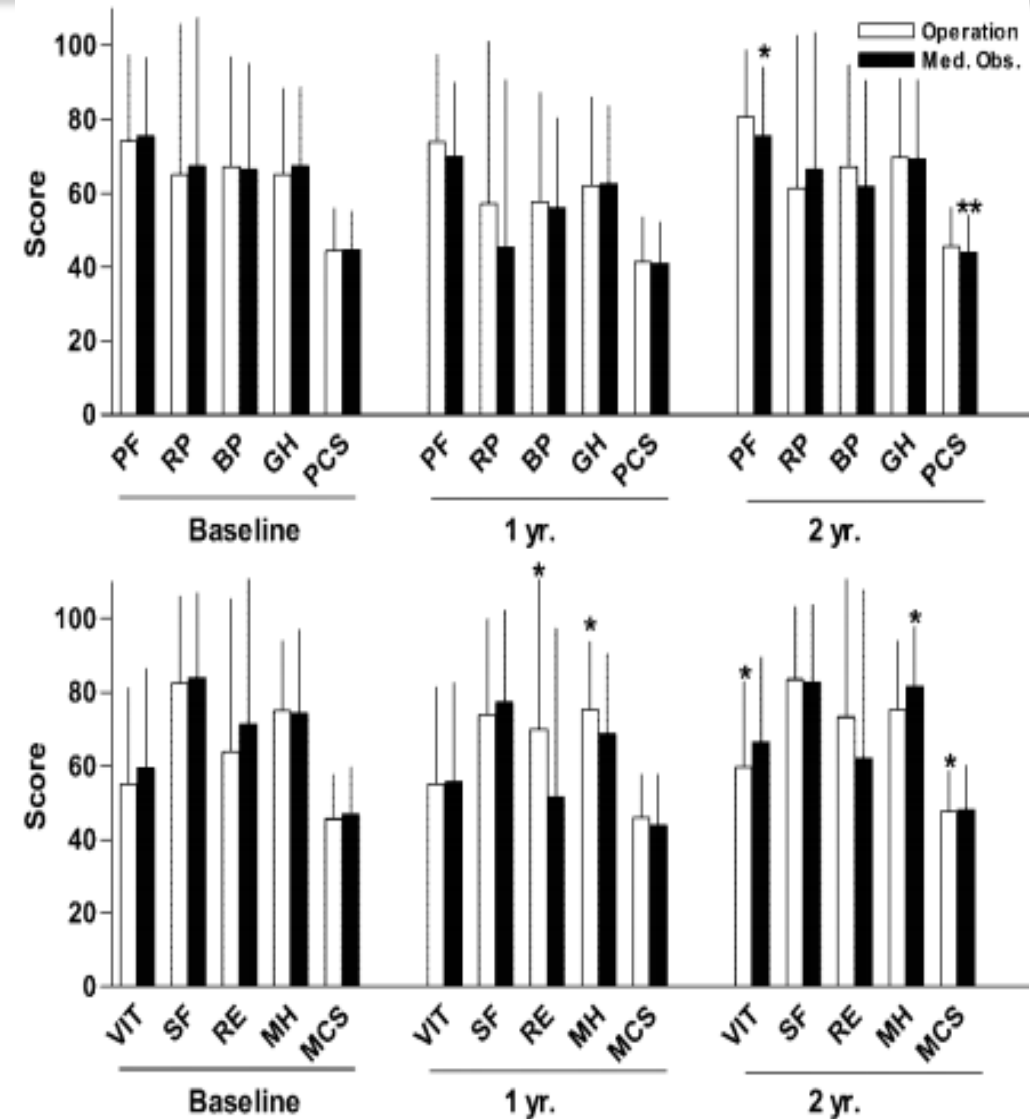 Operation
Med. Obs.
*
**
100
80
60
40
20
0
Score
PF RP BP GH PCS PF RP BP GH PCS PF RP BP GH PCS
Baseline 1 yr. 2 yr.
* * * * *
100
80
60
40
20
0
Score
VIT SF RE MH MCS VIT SF RE MH MCS VIT SF RE MH MCS
Baseline 1 yr. 2 yr.